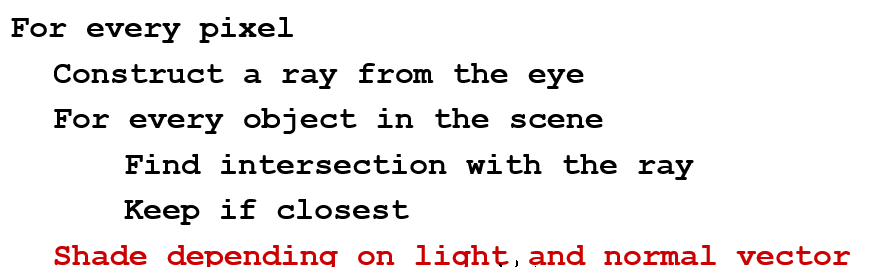 For every pixel
Construct a ray from the eye
For every object in the scene
Find intersection with the ray
Keep if closest
Shade depending on light and normal vector